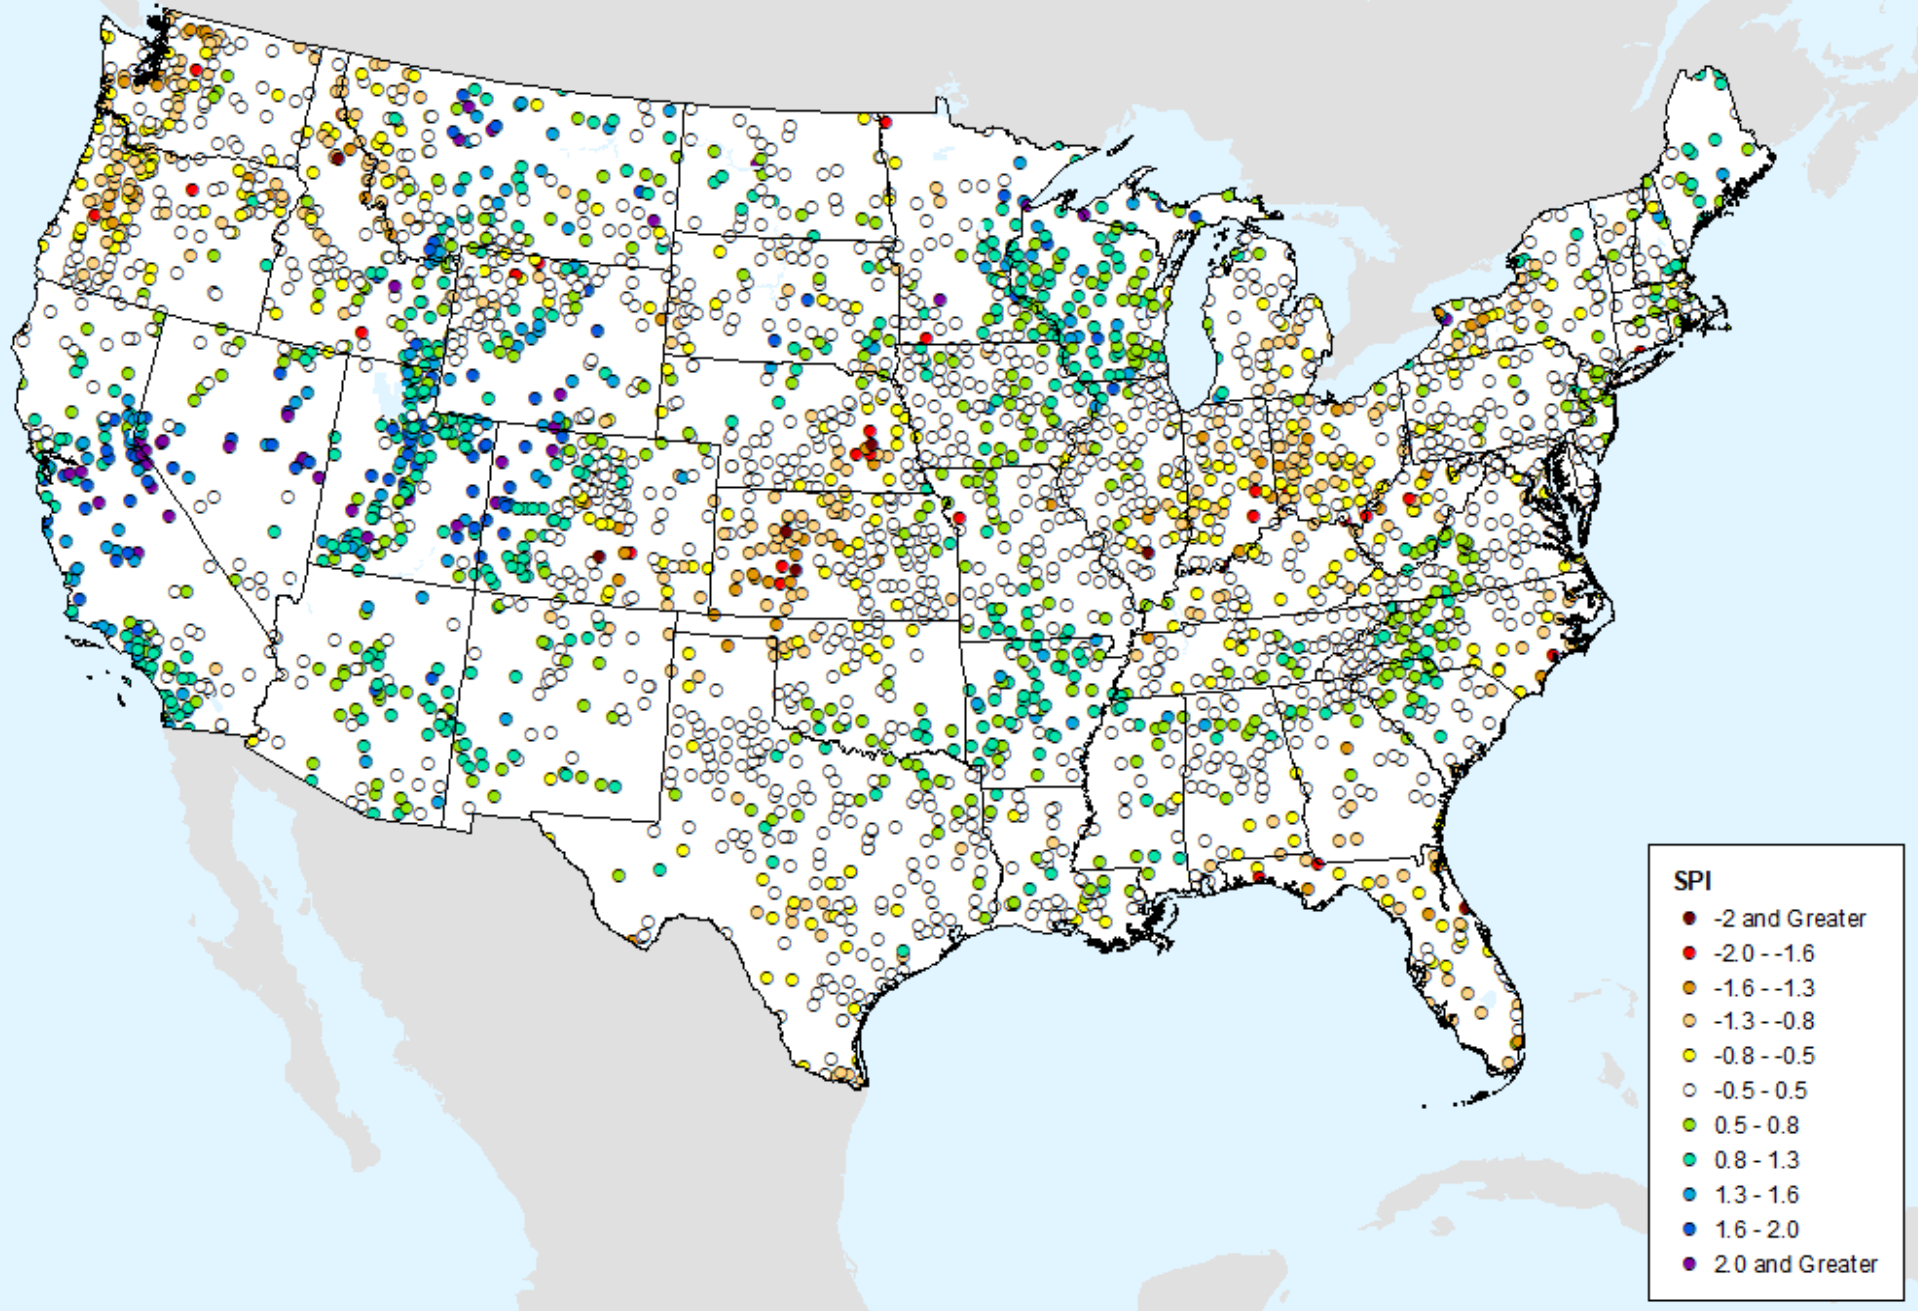 SPI
-2 and Greater
-2.0 - -1.6
-1.6 - -1.3
-1.3 - -0.8
-0.8 - -0.5
-0.5 - 0.5
0.5 - 0.8
0.8 - 1.3
1.3 - 1.6
1.6 - 2.0
2.0 and Greater